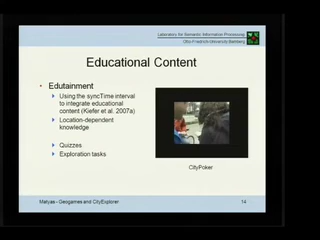 Laboratory for Semantic Information Processing
Otto-Friedrich-University Bamberg
Educational Content
• Edutainment
Using the syncTime interval
to integrate educational
content (Kiefer et al. 2007a)
Location-dependent
knowledge
Quizzes
Exploration tasks
CityPoker
Matyas - Geogames and CityExplorer
14